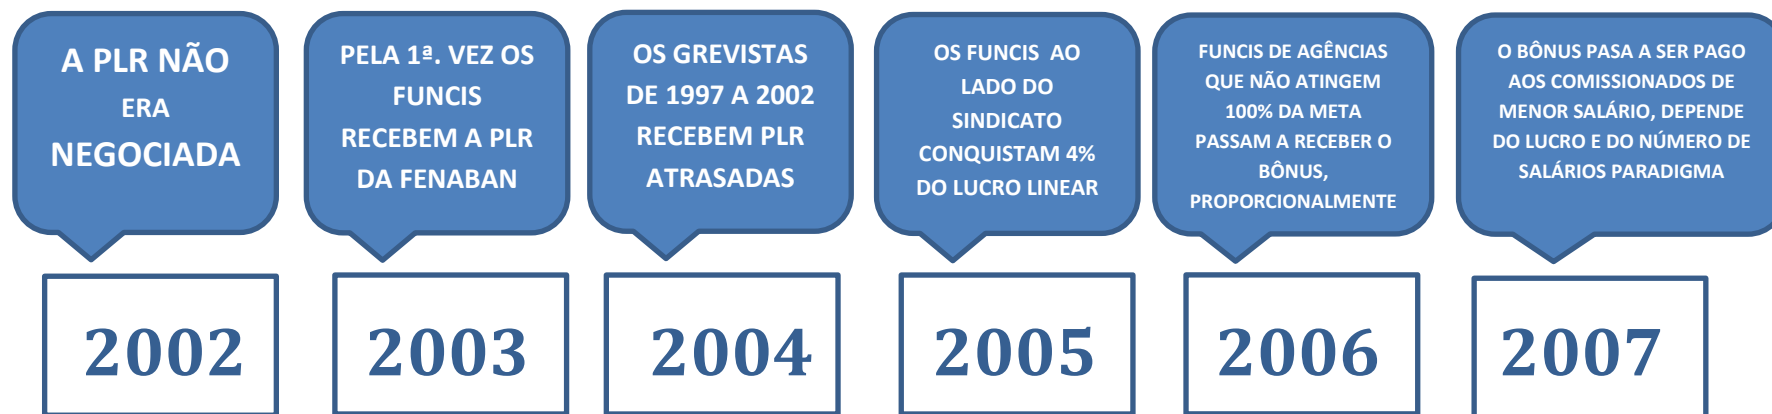 A PLR NÃO
ERA
NEGOCIADA
PELA 1ª. VEZ OS
FUNCIS
RECEBEM A PLR
DA FENABAN
OS GREVISTAS
DE 1997 A 2002
RECEBEM PLR
ATRASADAS
OS FUNCIS AO
LADO DO
SINDICATO
CONQUISTAM 4%
DO LUCRO LINEAR
FUNCIS DE AGÊNCIAS
QUE NÃO ATINGEM
100% DA META
PASSAM A RECEBER O
BÔNUS,
PROPORCIONALMENTE
O BÔNUS PASA A SER PAGO
AOS COMISSIONADOS DE
MENOR SALÁRIO, DEPENDE
DO LUCRO E DO NÚMERO DE
SALÁRIOS PARADIGMA
2002
2003
2004
2005
2006
2007